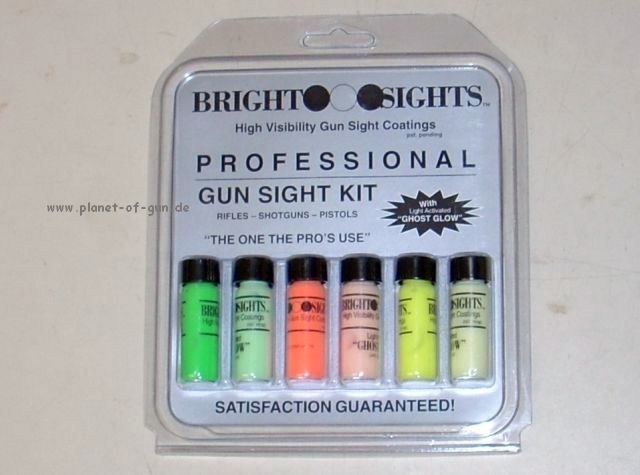 BRIGHT SIGHTS™
High Visibility Gun Sight Coatings
pat. pending
PROFESSIONAL
GUN SIGHT KIT
RIFLES – SHOTGUNS – PISTOLS
With
Light Activated
"GHOST GLOW"
"THE ONE THE PRO'S USE"
www.planet-of-gun.de
SATISFACTION GUARANTEED!